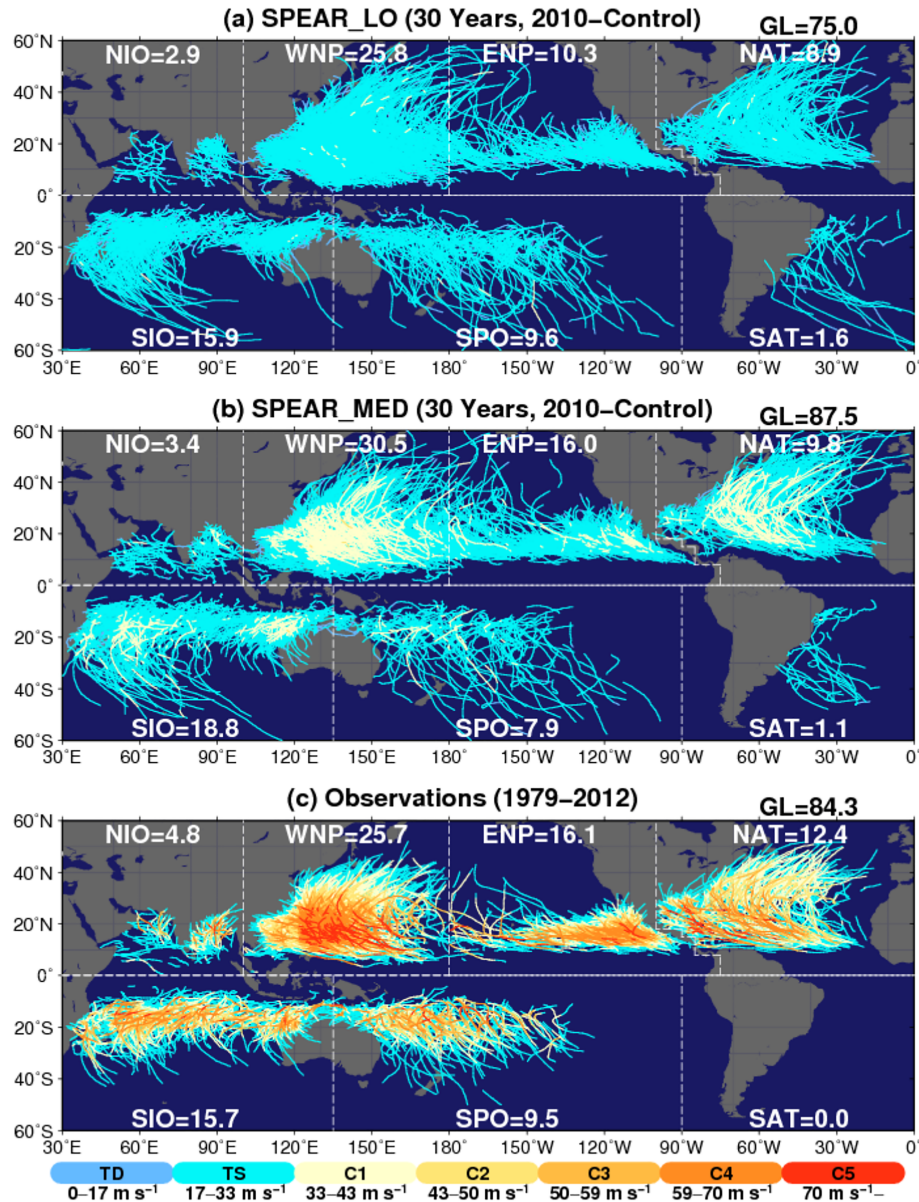 (a) SPEAR_LO (30 Years, 2010−Control)
GL=75.0
60˚N
NIO=2.9 WNP=25.8 ENP=10.3 NAT=8.9
40˚N
20˚N
0˚
20˚S
40˚S
SIO=15.9 SPO=9.6 SAT=1.6
60˚S
30˚E 60˚E 90˚E 120˚E 150˚E 180˚ 150˚W 120˚W 90˚W 60˚W 30˚W 0˚
(b) SPEAR_MED (30 Years, 2010−Control)
GL=87.5
60˚N
NIO=3.4 WNP=30.5 ENP=16.0 NAT=9.8
40˚N
20˚N
0˚
20˚S
40˚S
SIO=18.8 SPO=7.9 SAT=1.1
60˚S
30˚E 60˚E 90˚E 120˚E 150˚E 180˚ 150˚W 120˚W 90˚W 60˚W 30˚W 0˚
(c) Observations (1979−2012)
GL=84.3
60˚N
NIO=4.8 WNP=25.7 ENP=16.1 NAT=12.4
40˚N
20˚N
0˚
20˚S
40˚S
SIO=15.7 SPO=9.5 SAT=0.0
60˚S
30˚E 60˚E 90˚E 120˚E 150˚E 180˚ 150˚W 120˚W 90˚W 60˚W 30˚W 0˚
TD TS C1 C2 C3 C4 C5
0−17 m s⁻¹ 17−33 m s⁻¹ 33−43 m s⁻¹ 43−50 m s⁻¹ 50−59 m s⁻¹ 59−70 m s⁻¹ 70 m s⁻¹−